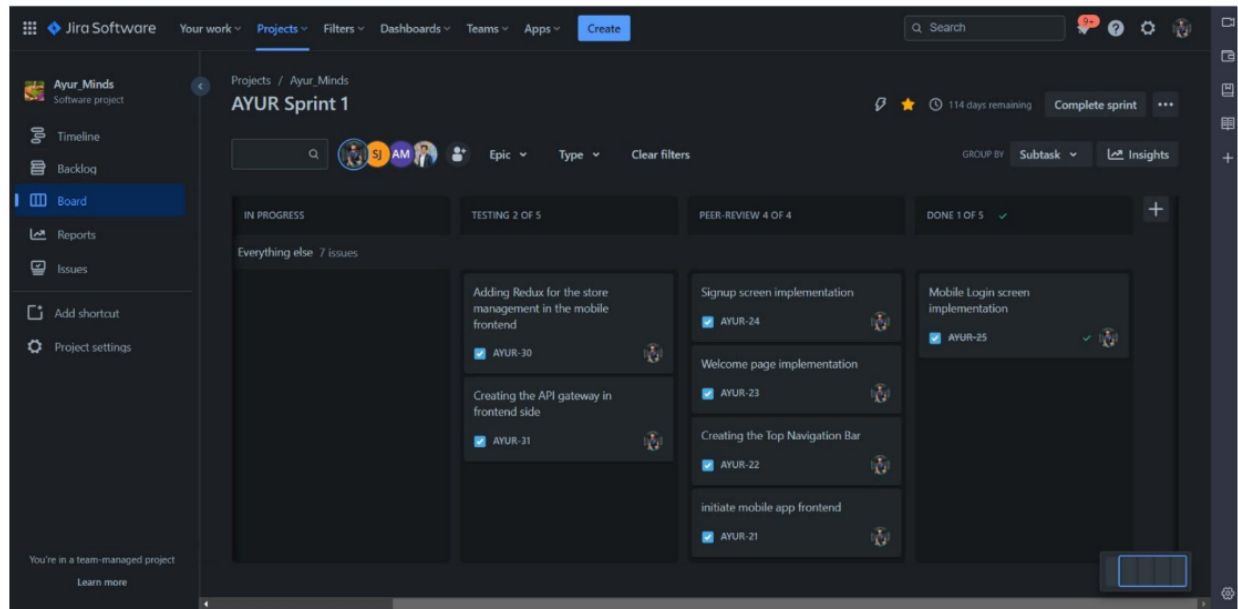 Jira Software
Your work
Projects
Filters
Dashboards
Teams
Apps
Create
Search
9+
Ayur_Minds
Software project
Timeline
Backlog
Board
Reports
Issues
Add shortcut
Project settings
You're in a team-managed project
Learn more
Projects / Ayur_Minds
AYUR Sprint 1
114 days remaining
Complete sprint
SJ
AM
Epic
Type
Clear filters
GROUP BY
Subtask
Insights
IN PROGRESS
TESTING 2 OF 5
PEER-REVIEW 4 OF 4
DONE 1 OF 5
Everything else 7 issues
Adding Redux for the store
management in the mobile
frontend
AYUR-30
Creating the API gateway in
frontend side
AYUR-31
Signup screen implementation
AYUR-24
Welcome page implementation
AYUR-23
Creating the Top Navigation Bar
AYUR-22
initiate mobile app frontend
AYUR-21
Mobile Login screen
implementation
AYUR-25